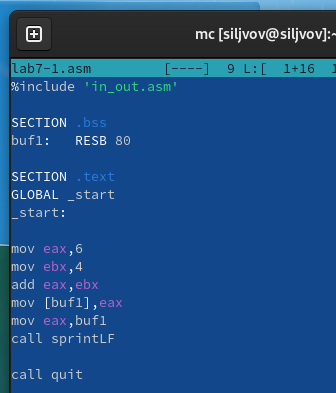 mc [siljvov@siljvov]:~
lab7-1.asm [----] 9 L:[ 1+16 1
%include 'in_out.asm'
SECTION .bss
buf1: RESB 80
SECTION .text
GLOBAL _start
_start:
mov eax,6
mov ebx,4
add eax,ebx
mov [buf1],eax
mov eax,buf1
call sprintLF
call quit